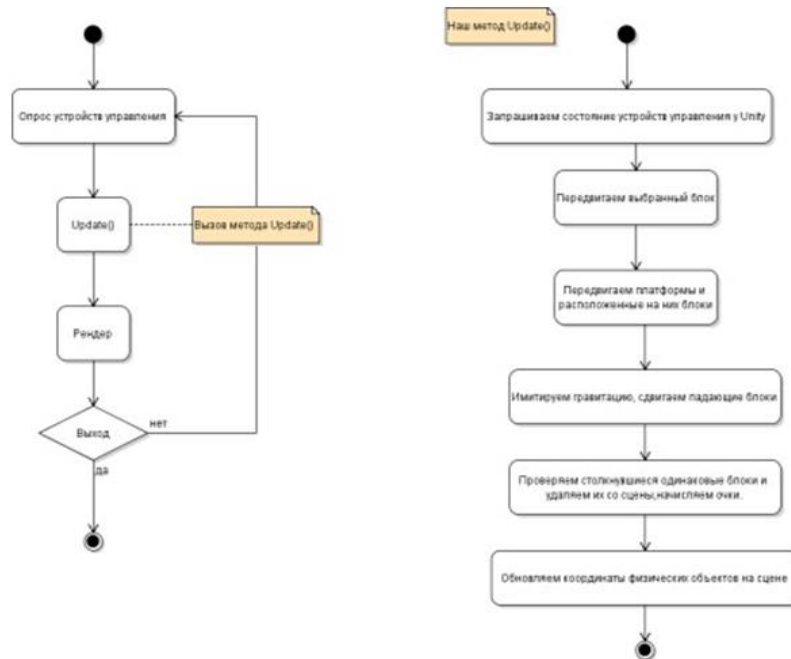 Опрос устройств управления
Update()
Вызов метода Update()
Рендер
Выход
нет
да
Наш метод Update()
Запрашиваем состояние устройств управления у Unity
Передвигаем выбранный блок
Передвигаем платформы и
расположенные на них блоки
Имитируем гравитацию, сдвигаем падающие блоки
Проверяем столкнувшиеся одинаковые блоки и
удаляем их со сцены,начисляем очки.
Обновляем координаты физических объектов на сцене